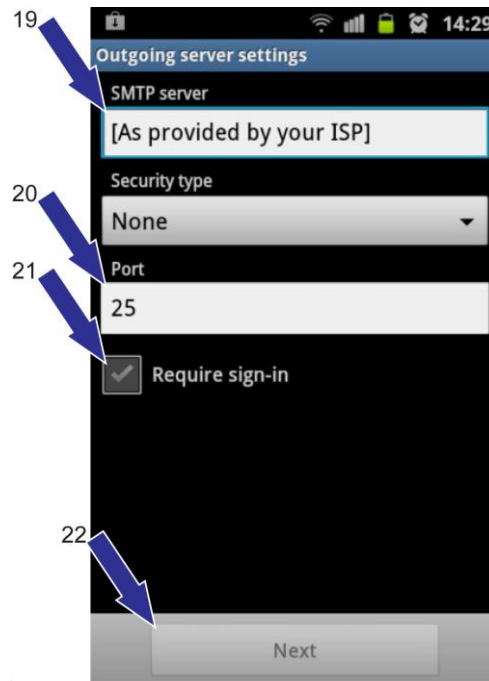 19
14:29
Outgoing server settings
SMTP server
[As provided by your ISP]
Security type
20
None
Port
21
25
Require sign-in
22
Next